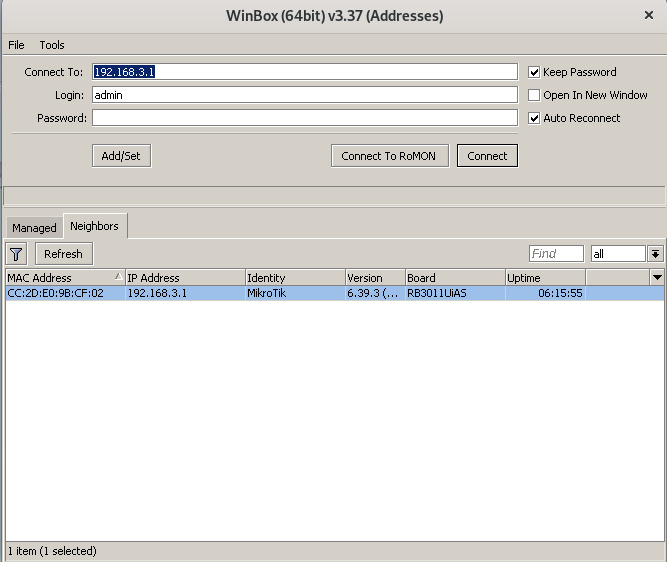 WinBox (64bit) v3.37 (Addresses)
File Tools
Connect To: 192.168.3.1 Keep Password
Login: admin Open In New Window
Password: Auto Reconnect
Add/Set Connect To RoMON Connect
Managed Neighbors
Refresh Find all
MAC Address IP Address Identity Version Board Uptime
CC:2D:E0:9B:CF:02 192.168.3.1 MikroTik 6.39.3 (... RB3011UiAS 06:15:55
1 item (1 selected)